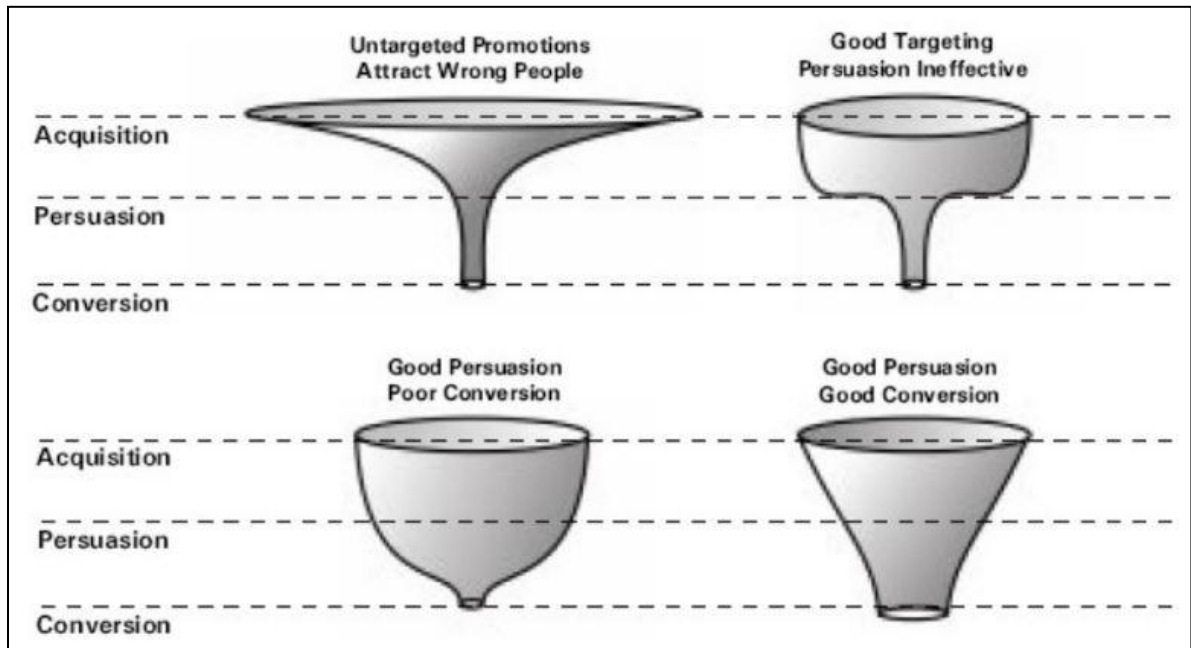 Untargeted Promotions
Attract Wrong People
Good Targeting
Persuasion Ineffective
Acquisition
Persuasion
Conversion
Good Persuasion
Poor Conversion
Good Persuasion
Good Conversion
Acquisition
Persuasion
Conversion